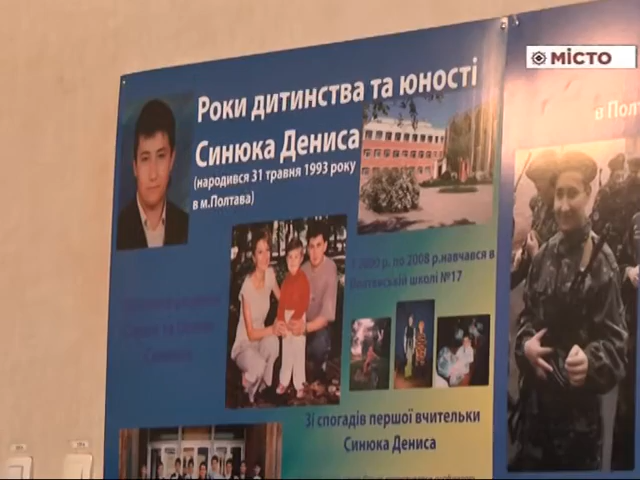 МІСТО
Роки дитинства та юності
Синюка Дениса
(народився 31 травня 1993 року
в м.Полтава)
р. по 2008 р.навчався в
Полтавській школі №17
Зі спогадів першої вчительки
Синюка Дениса